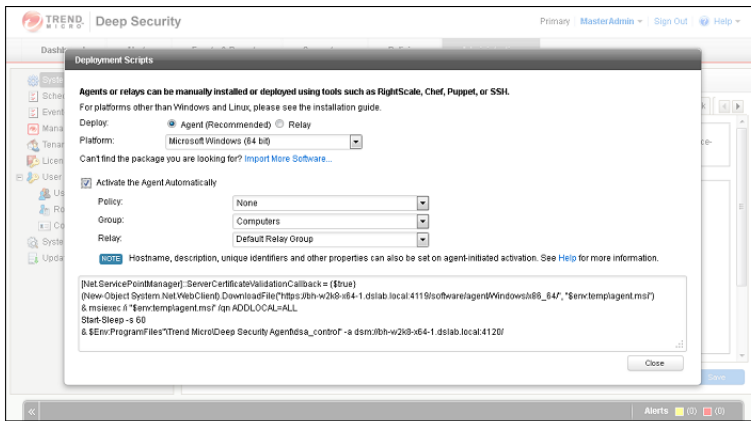 TREND MICRO
Deep Security
Primary MasterAdmin Sign Out Help
Deployment Scripts
Agents or relays can be manually installed or deployed using tools such as RightScale, Chef, Puppet, or SSH.
For platforms other than Windows and Linux, please see the installation guide.
Deploy: Agent (Recommended) Relay
Platform: Microsoft Windows (64 bit)
Can't find the package you are looking for? Import More Software...
Activate the Agent Automatically
Policy: None
Group: Computers
Relay: Default Relay Group
NOTE Hostname, description, unique identifiers and other properties can also be set on agent-initiated activation. See Help for more information.
[Net.ServicePointManager]::ServerCertificateValidationCallback = {$true}
(New-Object System.Net.WebClient).DownloadFile("https://bh-w2k8-x64-1.dslab.local:4119/software/agent/Windows/x86_64/", "$env:temp\agent.msi")
& msiexec /i "$env:temp\agent.msi" /qn ADDLOCAL=ALL
Start-Sleep -s 60
& $Env:ProgramFiles"\Trend Micro\Deep Security Agent\dsa_control" -a dsm://bh-w2k8-x64-1.dslab.local:4120/
Close
Save
Alerts (0) (0)